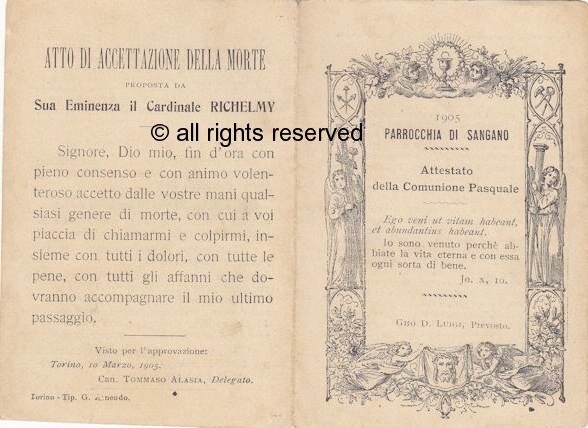 ATTO DI ACCETTAZIONE DELLA MORTE
PROPOSTA DA
Sua Eminenza il Cardinale RICHELMY
© all rights reserved
Signore, Dio mio, fin d'ora con
pieno consenso e con animo volen-
teroso accetto dalle vostre mani qual-
siasi genere di morte, con cui a voi
piaccia di chiamarmi e colpirmi, in-
sieme con tutti i dolori, con tutte le
pene, con tutti gli affanni che do-
vranno accompagnare il mio ultimo
passaggio.
Visto per l'approvazione:
Torino, 10 Marzo, 1905.
Can. TOMMASO ALASIA, Delegato.
Torino - Tip. G.
1905
PARROCCHIA DI SANGANO
Attestato
della Comunione Pasquale
Ego veni ut vitam habeant,
et abundantius habeant.
Io sono venuto perchè ab-
biate la vita eterna e con essa
ogni sorta di bene.
Jo. X, 10.
D. LUIGI, Prevosto.